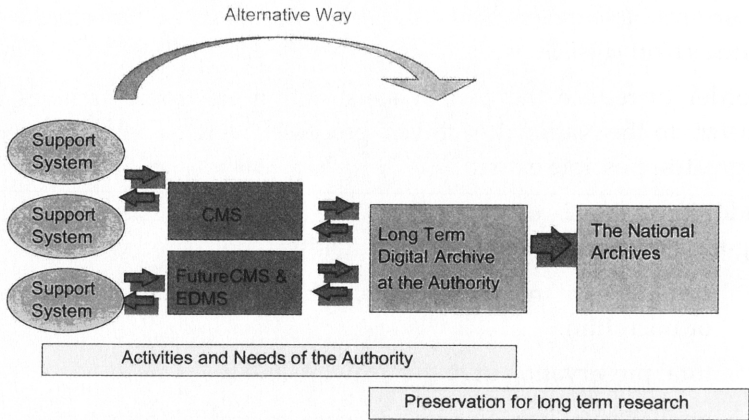 Alternative Way
Support
System
Support
System
Support
System
CMS
FutureCMS &
EDMS
Long Term
Digital Archive
at the Authority
The National
Archives
Activities and Needs of the Authority
Preservation for long term research